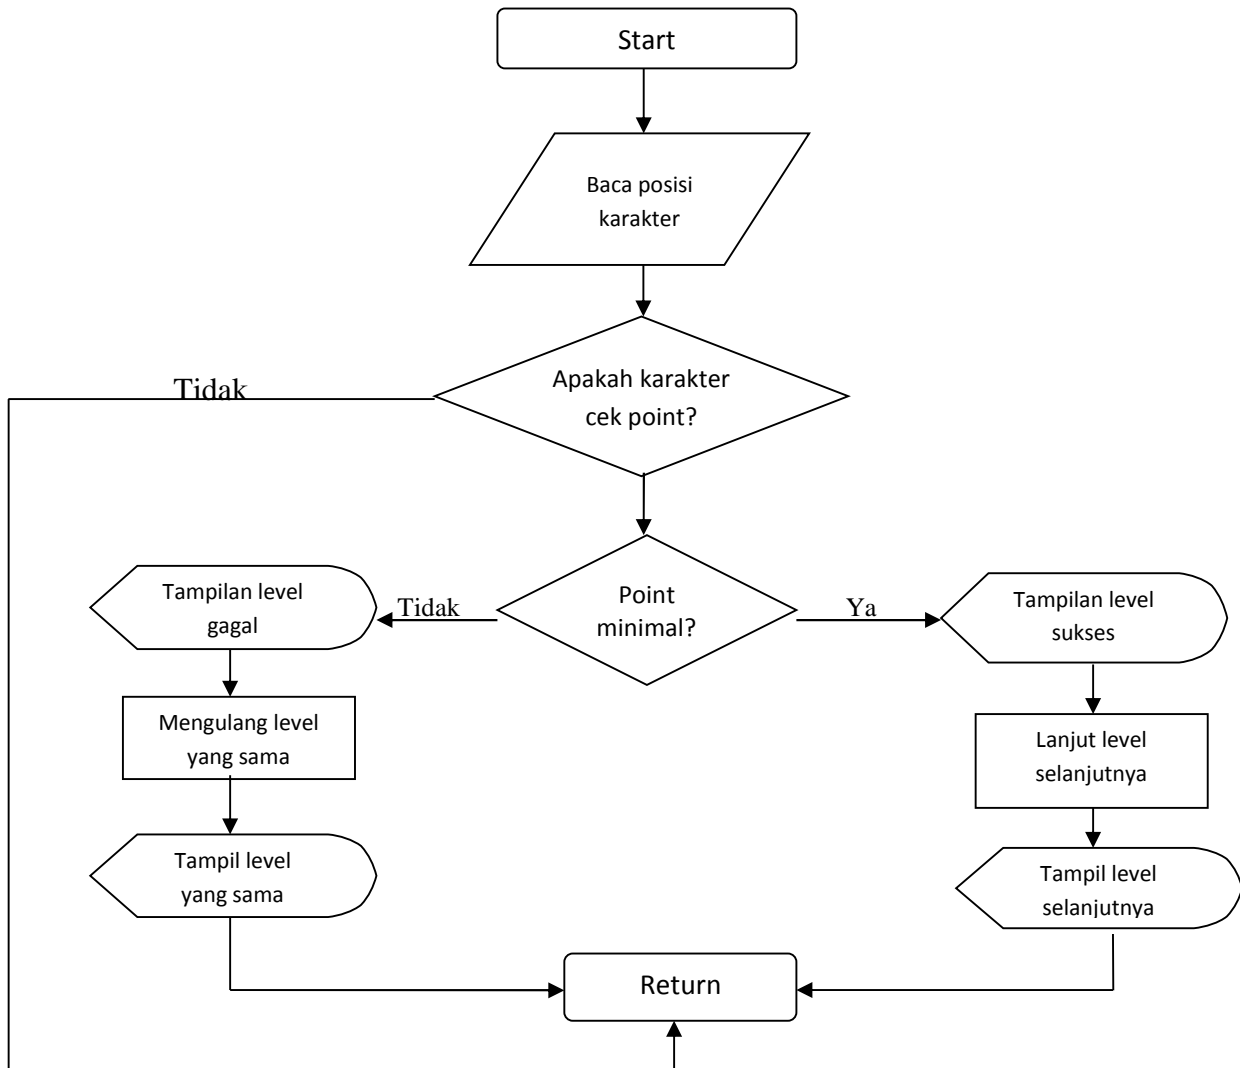 Start
Baca posisi
karakter
Apakah karakter
cek point?
Tidak
Point
minimal?
Tidak
Ya
Tampilan level
gagal
Mengulang level
yang sama
Tampil level
yang sama
Tampilan level
sukses
Lanjut level
selanjutnya
Tampil level
selanjutnya
Return